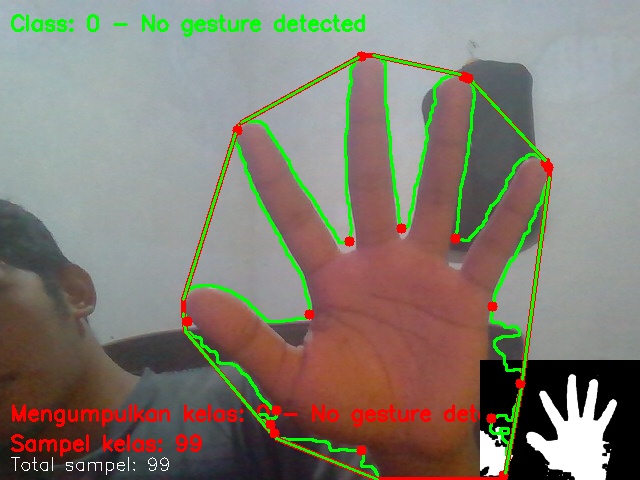 Class: 0 - No gesture detected
Mengumpulkan kelas: 0 - No gesture det
Sampel kelas: 99
Total sampel: 99